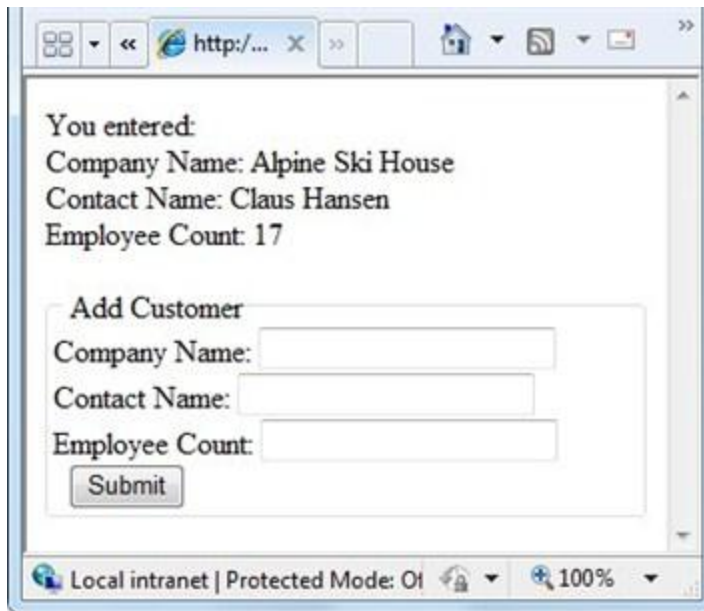 http:/...
You entered:
Company Name: Alpine Ski House
Contact Name: Claus Hansen
Employee Count: 17
Add Customer
Company Name:
Contact Name:
Employee Count:
Submit
Local intranet | Protected Mode: Of
100%